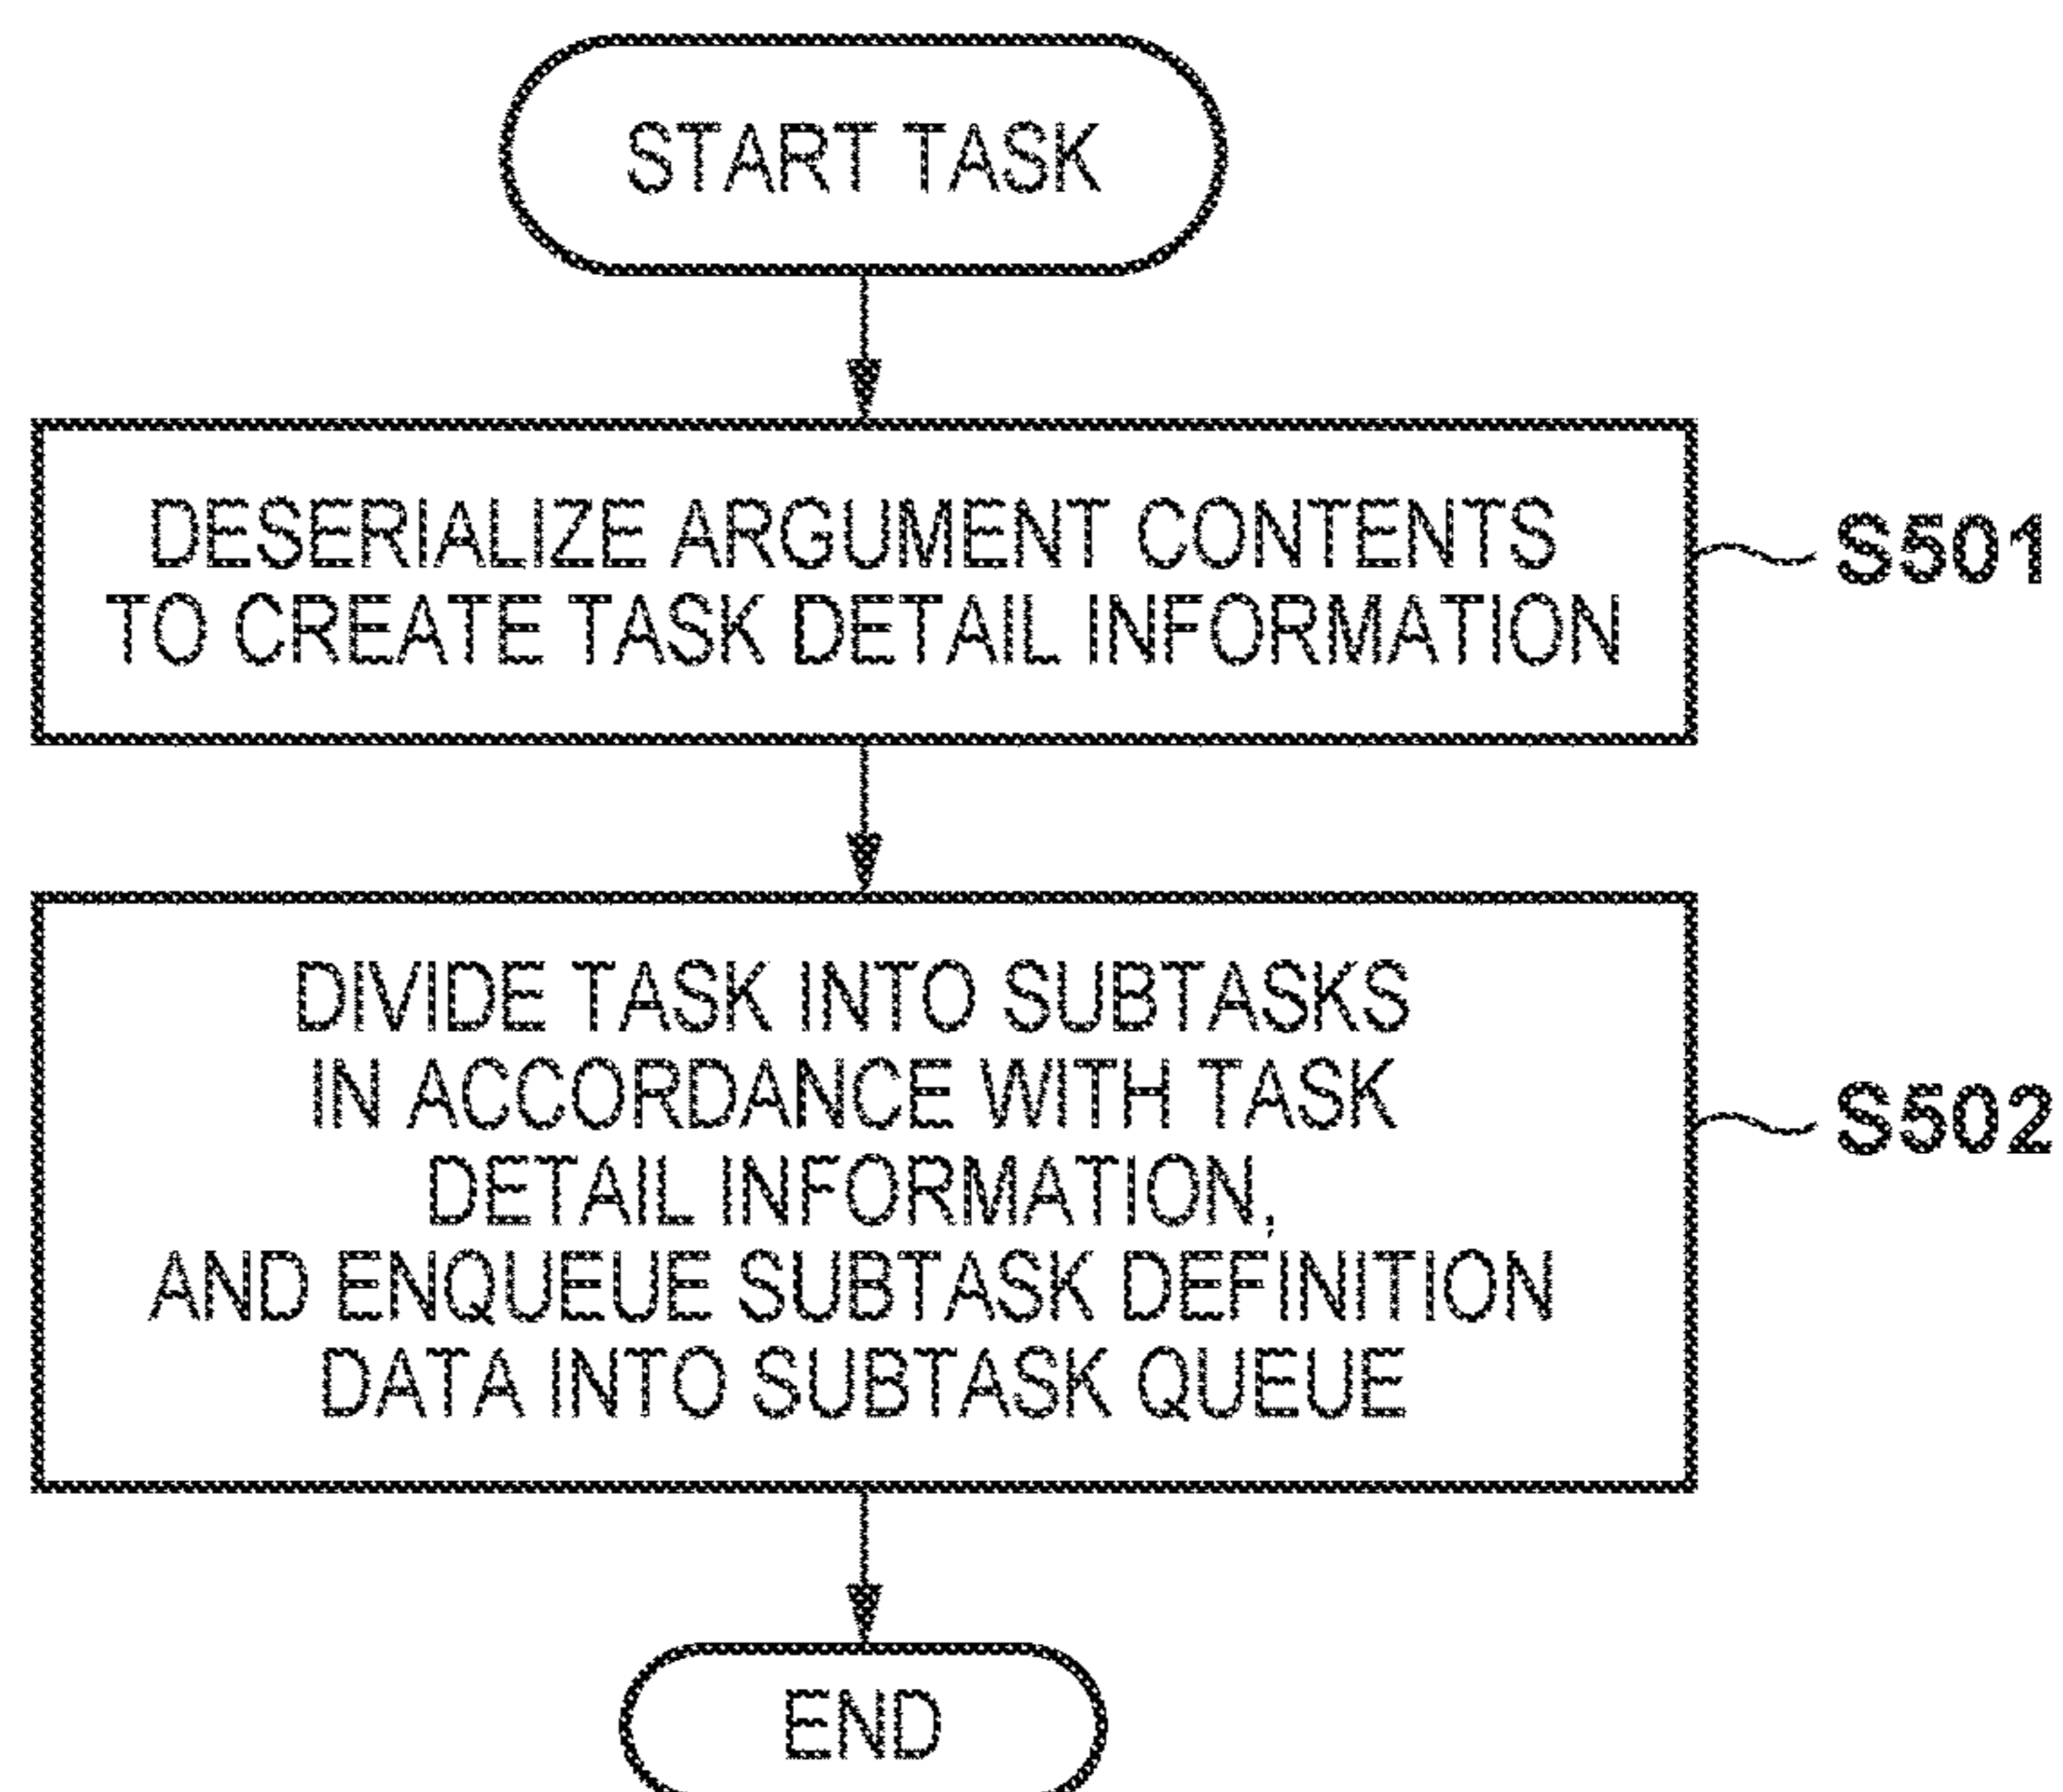 START TASK
DESERIALIZE ARGUMENT CONTENTS
TO CREATE TASK DETAIL INFORMATION
S501
DIVIDE TASK INTO SUBTASKS
IN ACCORDANCE WITH TASK
DETAIL INFORMATION,
AND ENQUEUE SUBTASK DEFINITION
DATA INTO SUBTASK QUEUE
S502
END